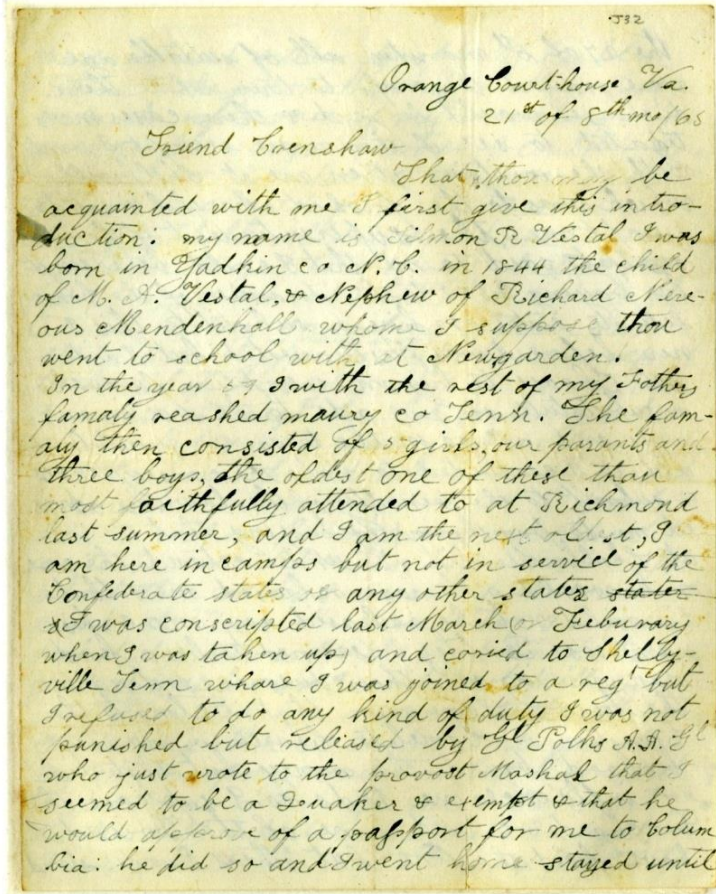 J32
Orange Court-house Va.
21st of 8th mo/63
Friend Crenshaw
That thou may be
acquainted with me I first give this intro-
duction: my name is Tilmon R Vestal I was
born in Yadkin co N. C. in 1844 the child
of M. A. Vestal, & Nephew of Richard Nere-
ous Mendenhall whome I suppose thou
went to school with at Newgarden.
In the year 59 I with the rest of my Fathers
famaly reashed maury co Tenn. The fam-
aly then consisted of 5 girls, our parants and
three boys, the oldest one of these thau
most faithfully attended to at Richmond
last summer, and I am the next oldest, I
am here in camps but not in servic of the
Confederate states or any other states states
& I was conscripted last March (or Feburary
when I was taken up) and caried to Shelby-
ville Tenn whare I was joined to a reg't but
I refused to do any kind of duty I was not
punished but released by Gl Polks A. A. Gl
who just wrote to the provost Mashal that I
seemed to be a Quaker & exempt & that he
would approve of a passport for me to Colum
bia: he did so and I went home stayed until